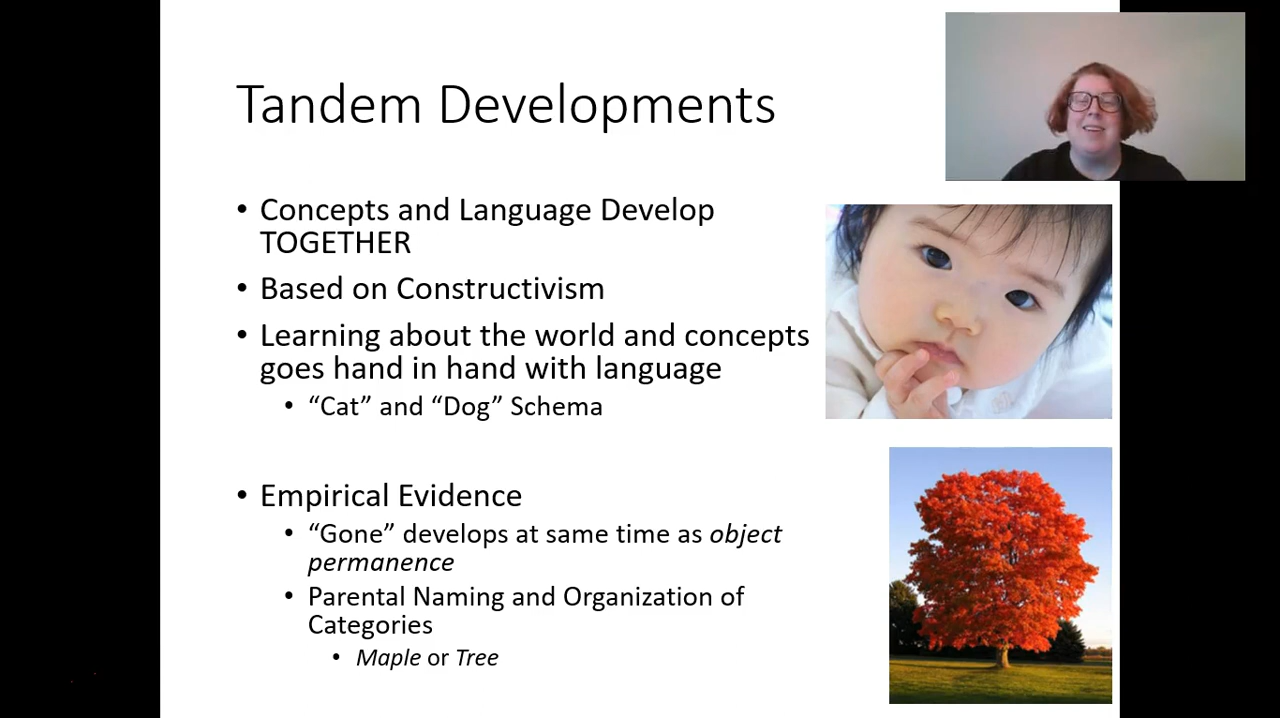 Tandem Developments
• Concepts and Language Develop
TOGETHER
• Based on Constructivism
• Learning about the world and concepts
goes hand in hand with language
• “Cat” and “Dog” Schema
• Empirical Evidence
• “Gone” develops at same time as object
permanence
• Parental Naming and Organization of
Categories
• Maple or Tree